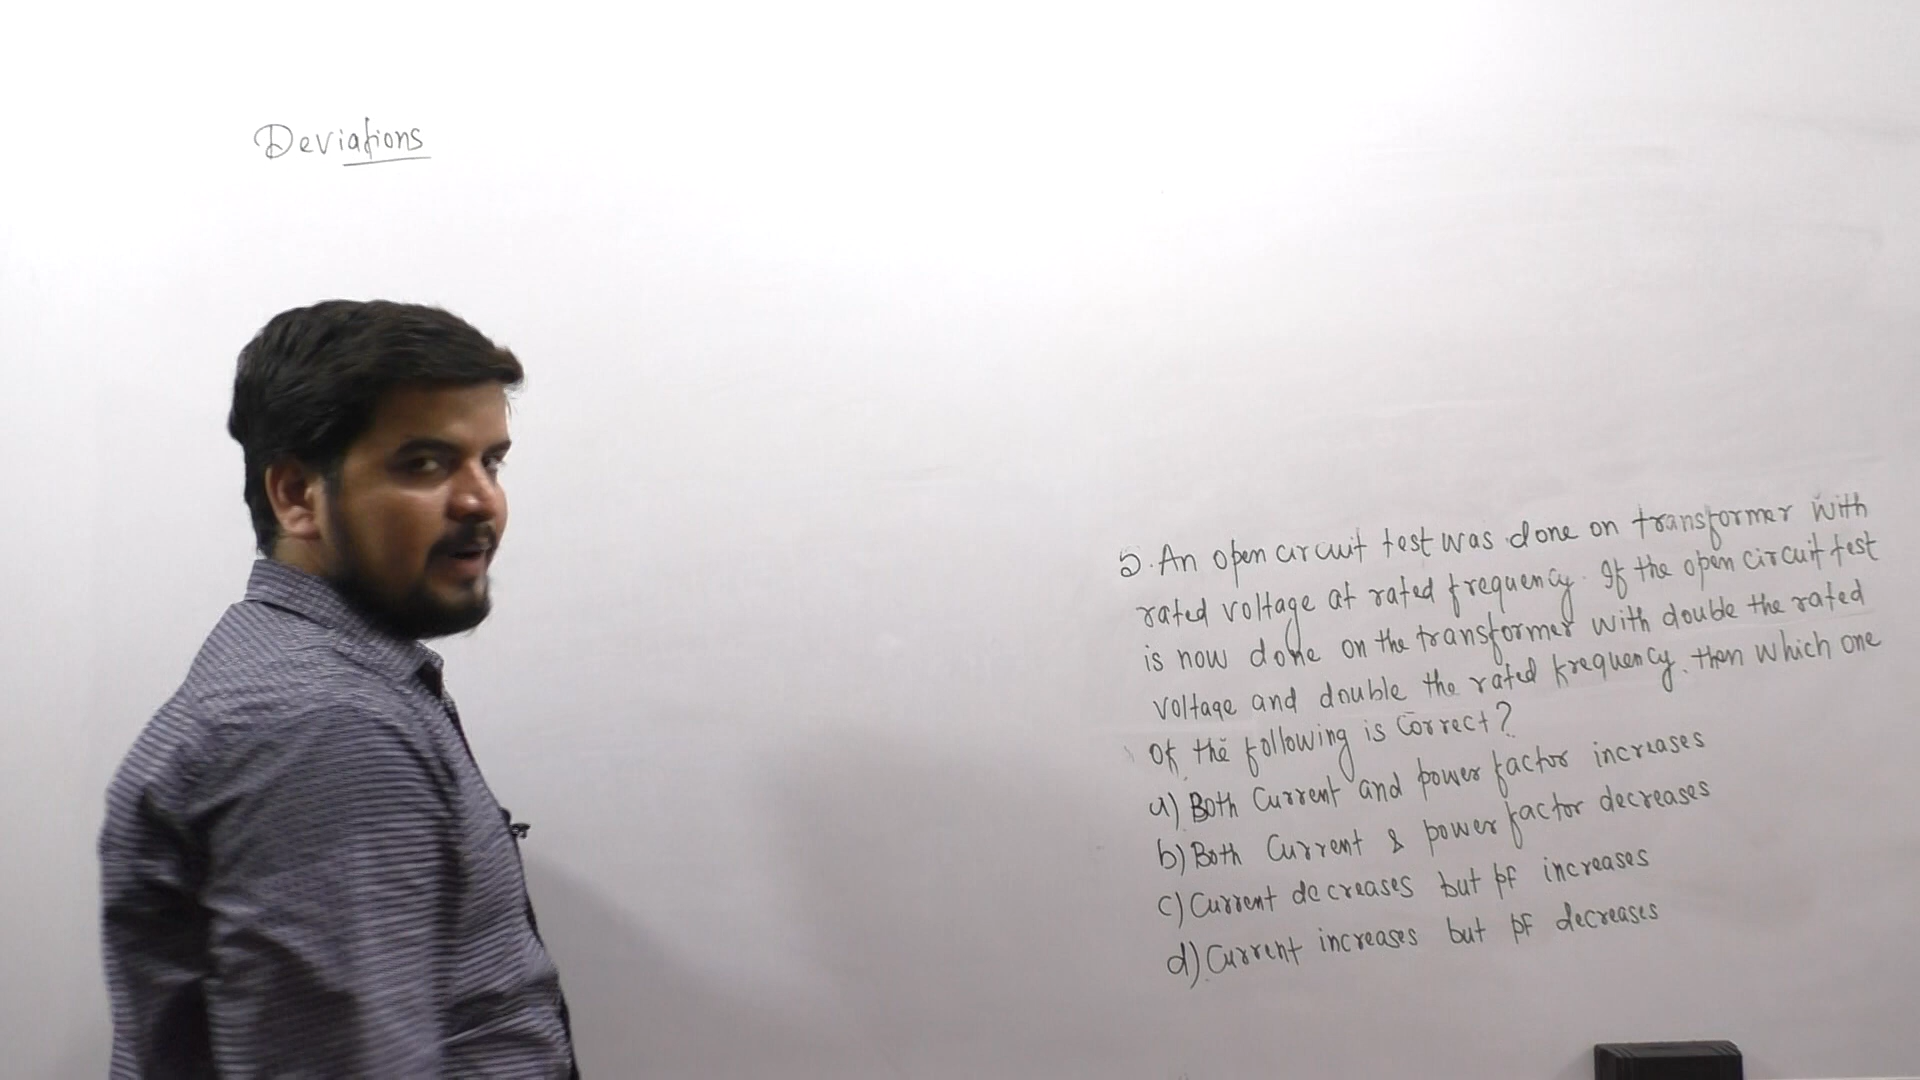 Deviations
5. An open circuit test was done on transformer with
rated voltage at rated frequency. If the open circuit test
is now done on the transformer with double the rated
voltage and double the rated frequency. then which one
of the following is correct?
a) Both Current and power factor increases
b) Both Current & power factor decreases
c) Current decreases but pf increases
d) Current increases but pf decreases